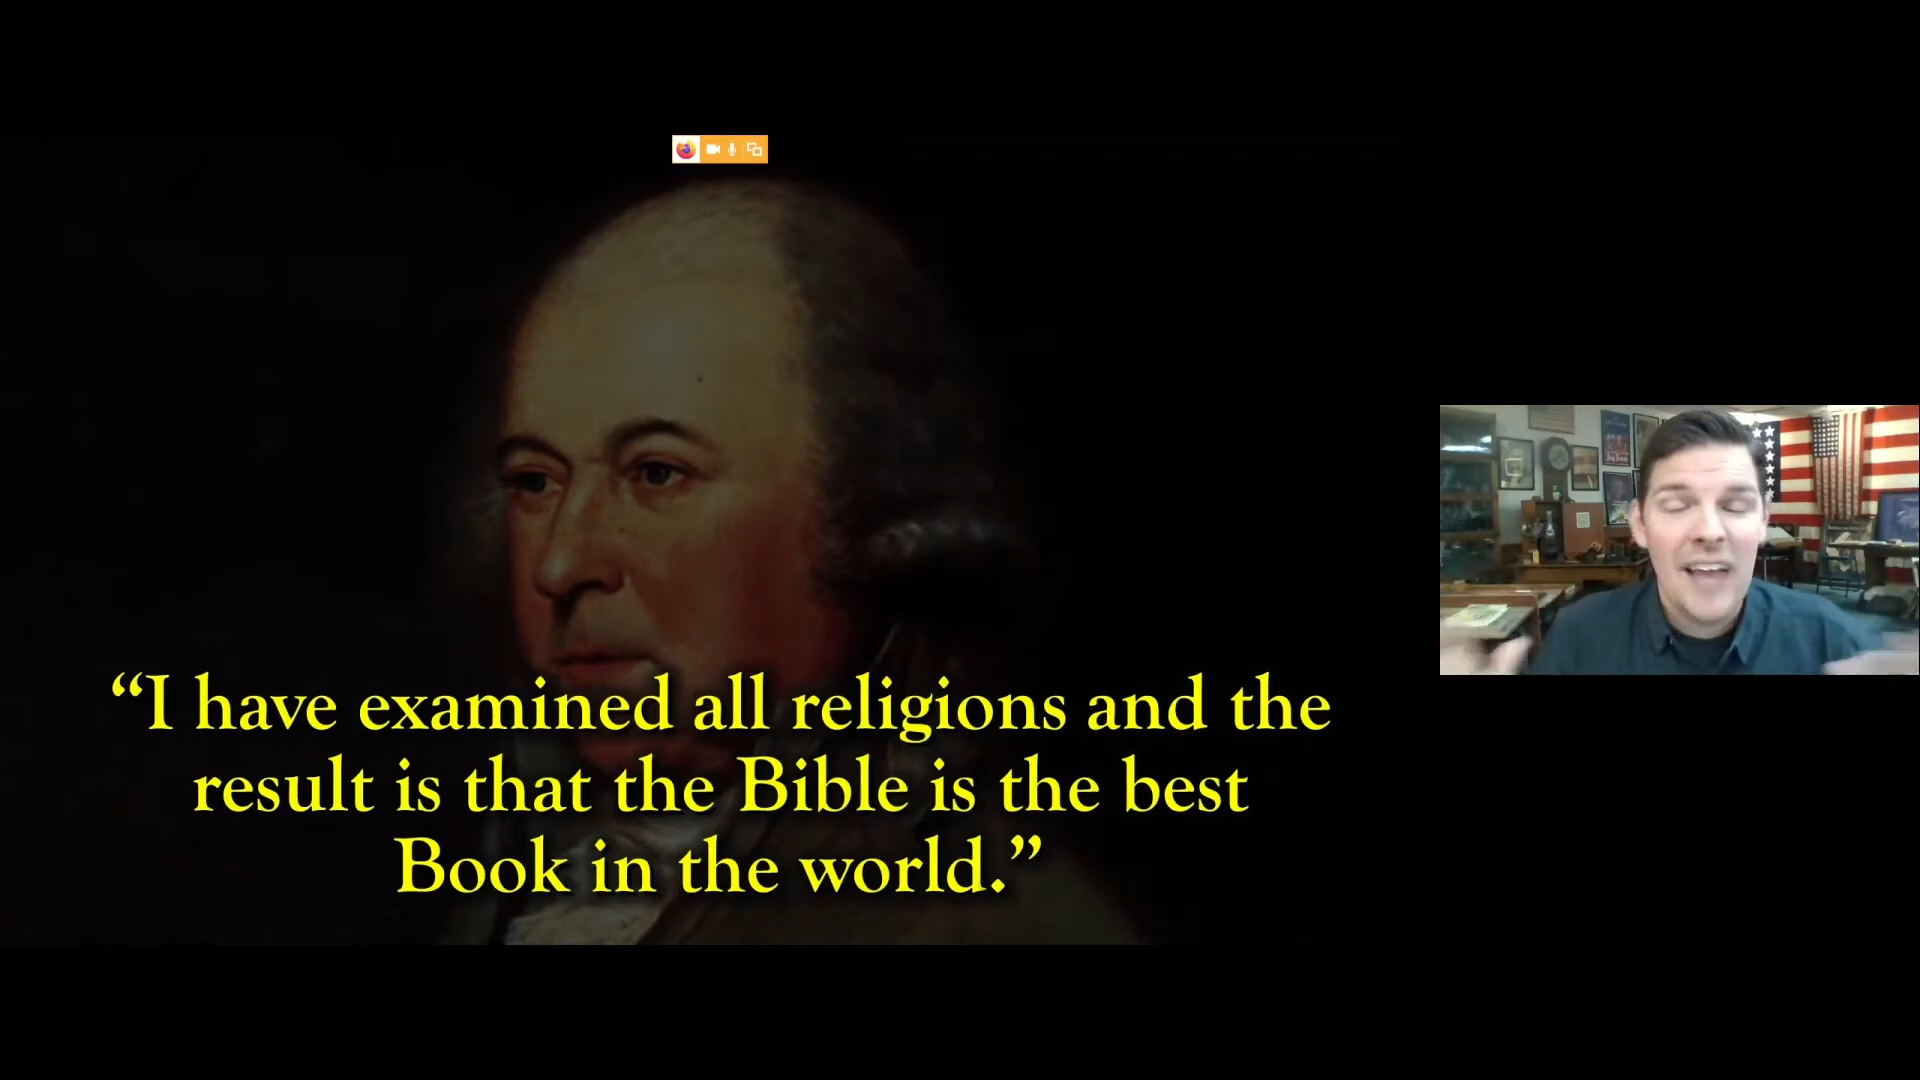 “I have examined all religions and the
result is that the Bible is the best
Book in the world.”